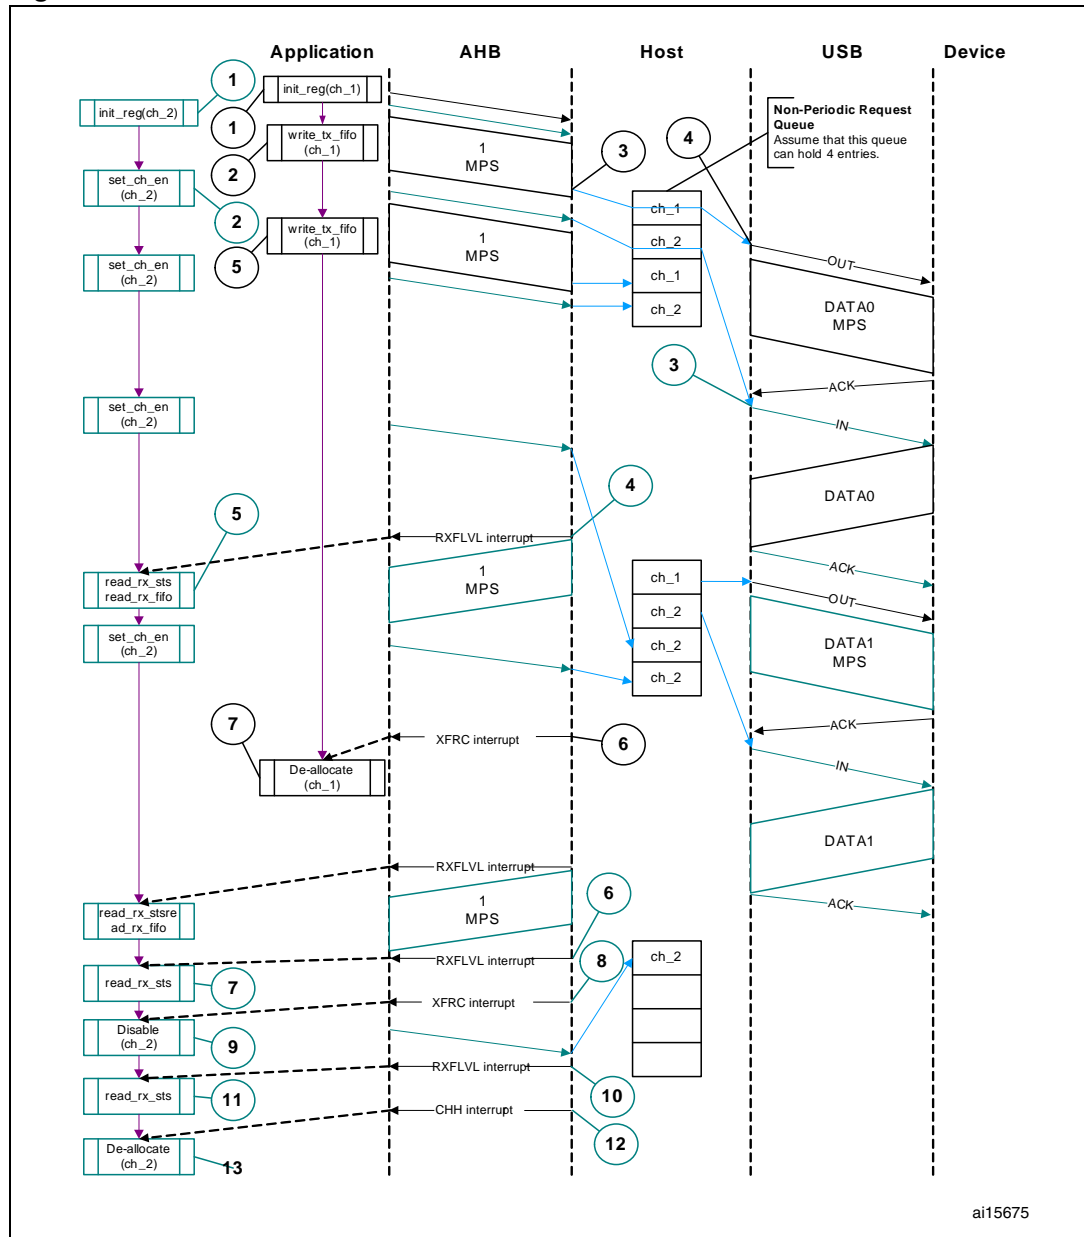 Application AHB Host USB Device
1
init_reg(ch_2)
init_reg(ch_1)
1
write_tx_fifo
(ch_1)
2
set_ch_en
(ch_2)
2
write_tx_fifo
(ch_1)
5
set_ch_en
(ch_2)
1
MPS
3
4
Non-Periodic Request
Queue
Assume that this queue
can hold 4 entries.
ch_1
ch_2
ch_1
ch_2
1
MPS
OUT
DATA0
MPS
3
ACK
IN
set_ch_en
(ch_2)
DATA0
4
5
RXFLVL interrupt
1
MPS
read_rx_sts
read_rx_fifo
set_ch_en
(ch_2)
ch_1
ch_2
ch_2
ch_2
ACK
OUT
DATA1
MPS
ACK
7
XFRC interrupt
6
De-allocate
(ch_1)
IN
DATA1
RXFLVL interrupt
1
MPS
6
ACK
read_rx_stsre
ad_rx_fifo
RXFLVL interrupt
8
ch_2
read_rx_sts
7
XFRC interrupt
Disable
(ch_2)
9
RXFLVL interrupt
10
read_rx_sts
11
CHH interrupt
12
De-allocate
(ch_2)
13
ai15675